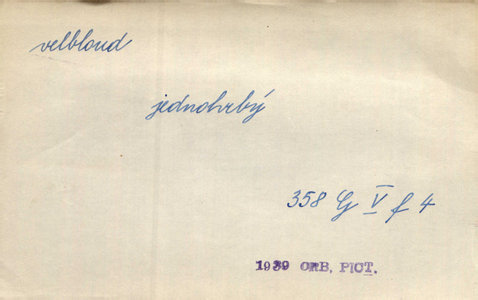 velbloud
jednohrbý
358 G V f 4
1939 ORB. PICT.